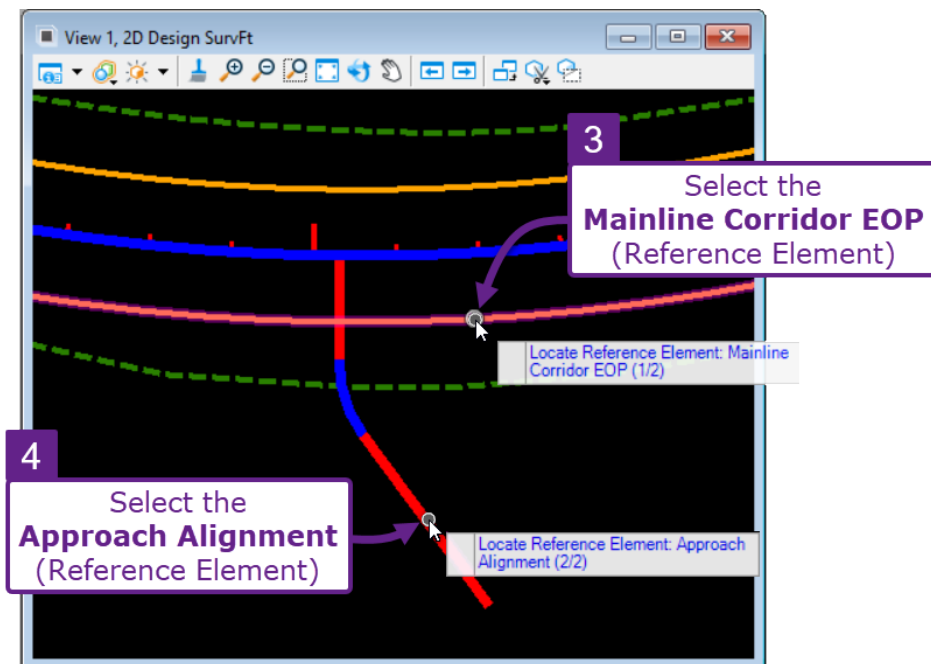 View 1, 2D Design SurvFt
3
Select the
Mainline Corridor EOP
(Reference Element)
Locate Reference Element: Mainline
Corridor EOP (1/2)
4
Select the
Approach Alignment
(Reference Element)
Locate Reference Element: Approach
Alignment (2/2)